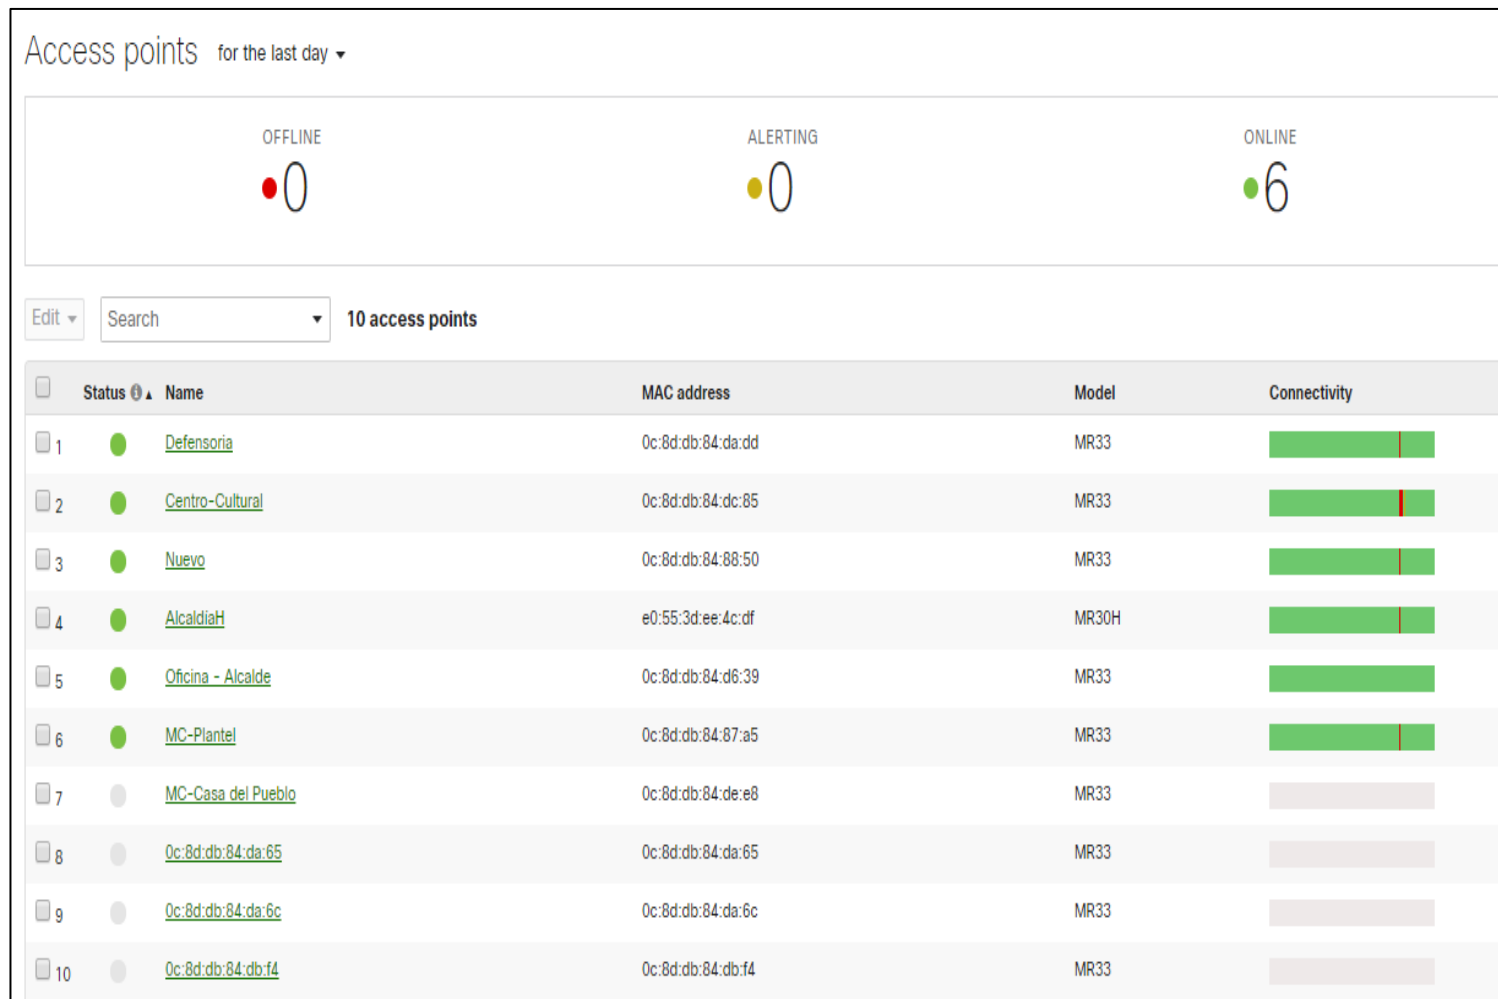 Access points for the last day
OFFLINE ALERTING ONLINE
0 0 6
Edit Search 10 access points
Status Name MAC address Model Connectivity
1 Defensoria 0c:8d:db:84:da:dd MR33
2 Centro-Cultural 0c:8d:db:84:dc:85 MR33
3 Nuevo 0c:8d:db:84:88:50 MR33
4 AlcaldíaH e0:55:3d:ee:4c:df MR30H
5 Oficina - Alcalde 0c:8d:db:84:d6:39 MR33
6 MC-Plantel 0c:8d:db:84:87:a5 MR33
7 MC-Casa del Pueblo 0c:8d:db:84:de:e8 MR33
8 0c:8d:db:84:da:65 0c:8d:db:84:da:65 MR33
9 0c:8d:db:84:da:6c 0c:8d:db:84:da:6c MR33
10 0c:8d:db:84:db:f4 0c:8d:db:84:db:f4 MR33